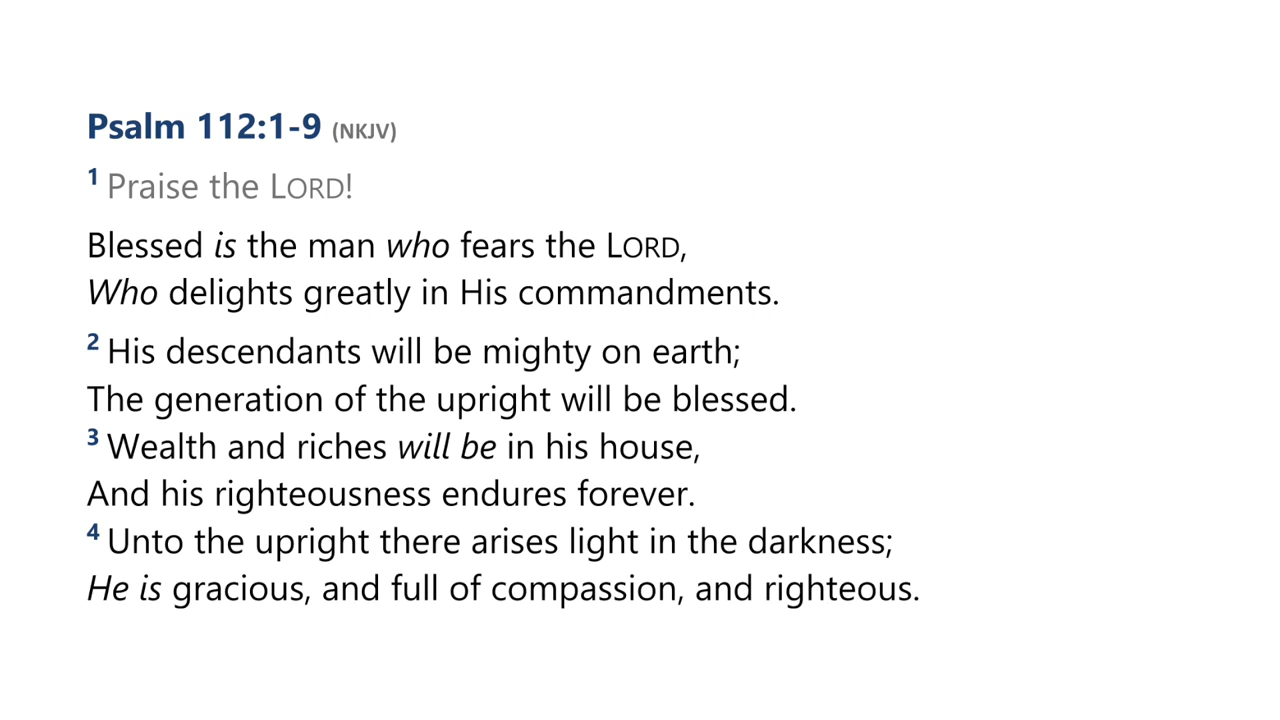 Psalm 112:1-9 (NKJV)
1 Praise the LORD!
Blessed is the man who fears the LORD,
Who delights greatly in His commandments.
2 His descendants will be mighty on earth;
The generation of the upright will be blessed.
3 Wealth and riches will be in his house,
And his righteousness endures forever.
4 Unto the upright there arises light in the darkness;
He is gracious, and full of compassion, and righteous.